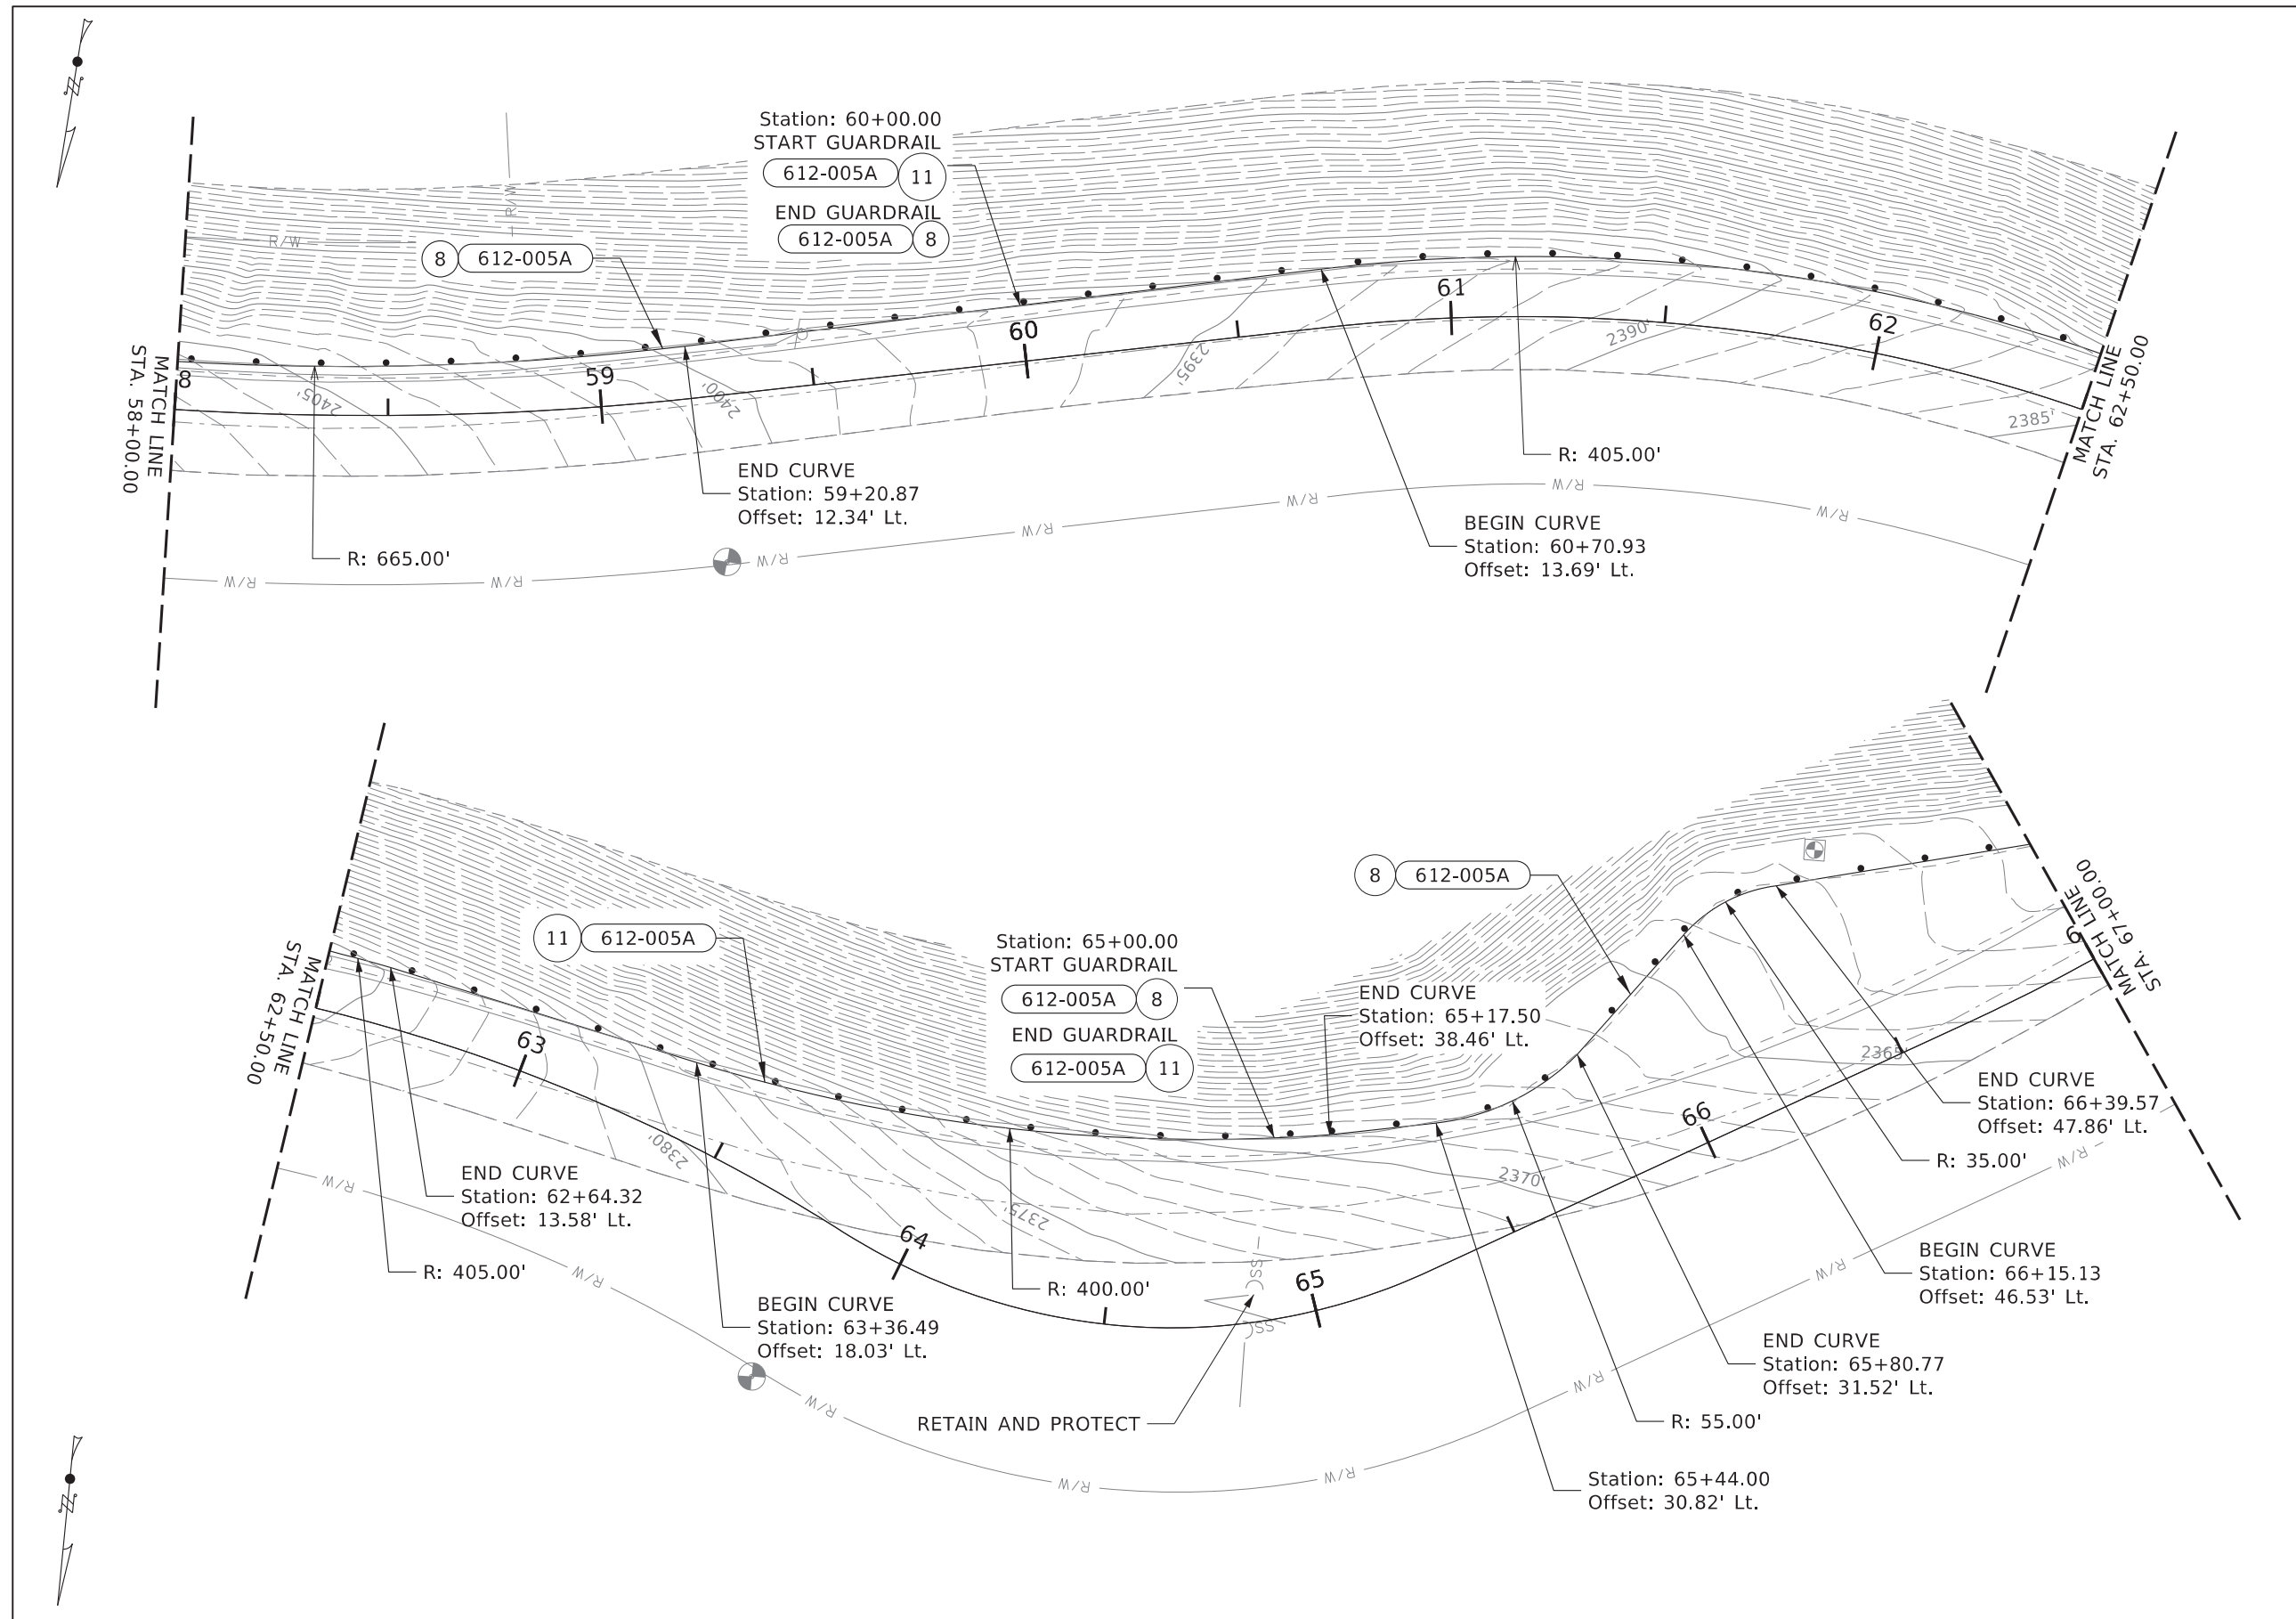 Station: 60+00.00
START GUARDRAIL
612-005A 11
END GUARDRAIL
612-005A 8
R/W
R/W
8 612-005A
MATCH LINE
STA. 58+00.00
8
59
60
61
62
2405'
2400'
2395'
2390'
2385'
MATCH LINE
STA. 62+50.00
END CURVE
Station: 59+20.87
Offset: 12.34' Lt.
R: 405.00'
BEGIN CURVE
Station: 60+70.93
Offset: 13.69' Lt.
R: 665.00'
R/W
R/W
R/W
R/W
R/W
R/W
R/W
MATCH LINE
STA. 62+50.00
11 612-005A
8 612-005A
Station: 65+00.00
START GUARDRAIL
612-005A 8
END GUARDRAIL
612-005A 11
END CURVE
Station: 65+17.50
Offset: 38.46' Lt.
MATCH LINE
STA. 67+00.00
63
64
65
66
6
2380'
2375'
2370'
2365'
END CURVE
Station: 66+39.57
Offset: 47.86' Lt.
R: 35.00'
END CURVE
Station: 62+64.32
Offset: 13.58' Lt.
R: 405.00'
R: 400.00'
BEGIN CURVE
Station: 63+36.49
Offset: 18.03' Lt.
BEGIN CURVE
Station: 66+15.13
Offset: 46.53' Lt.
END CURVE
Station: 65+80.77
Offset: 31.52' Lt.
R: 55.00'
RETAIN AND PROTECT
SS
SS
Station: 65+44.00
Offset: 30.82' Lt.
R/W
R/W
R/W
R/W
R/W
R/W
R/W
R/W